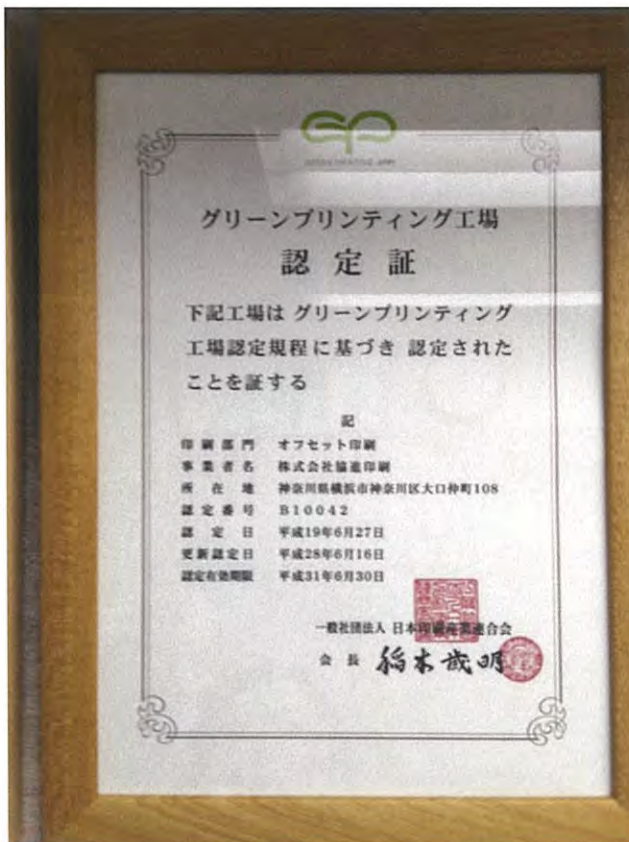 GP
グリーンプリンティング工場
認定証
下記工場は グリーンプリンティング
工場認定規程に基づき 認定された
ことを証する
記
印刷部門 オフセット印刷
事業者名 株式会社協進印刷
所在地 神奈川県横浜市神奈川区大口仲町108
認定番号 B10042
認定日 平成19年6月27日
更新認定日 平成28年6月16日
認定有効期限 平成31年6月30日
一般社団法人 日本印刷産業連合会
会長 稲木歳明